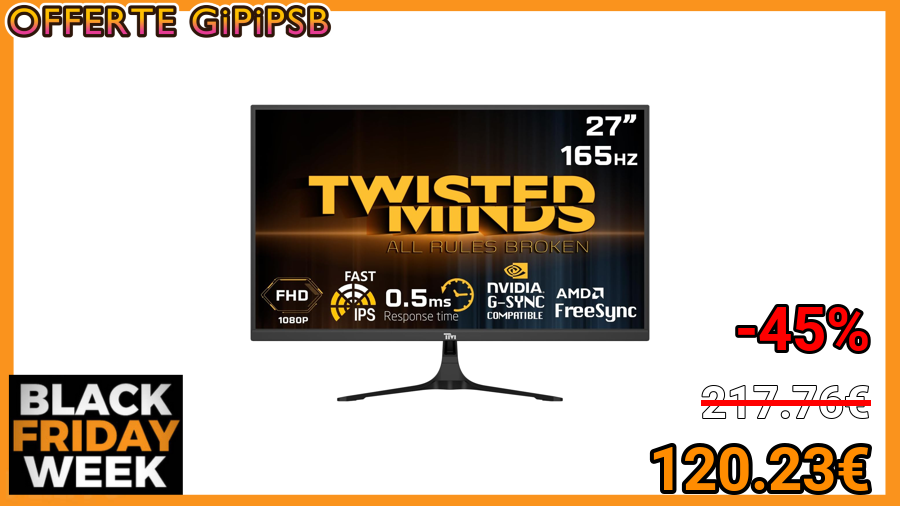 OFFERTE GiPiPSB
27”
165HZ
TWISTED
MINDS
ALL RULES BROKEN
FHD
1080P
FAST
IPS
0.5ms
Response time
NVIDIA.
G-SYNC
COMPATIBLE
AMD
FreeSync
TM
-45%
217.76€
120.23€
BLACK
FRIDAY
WEEK